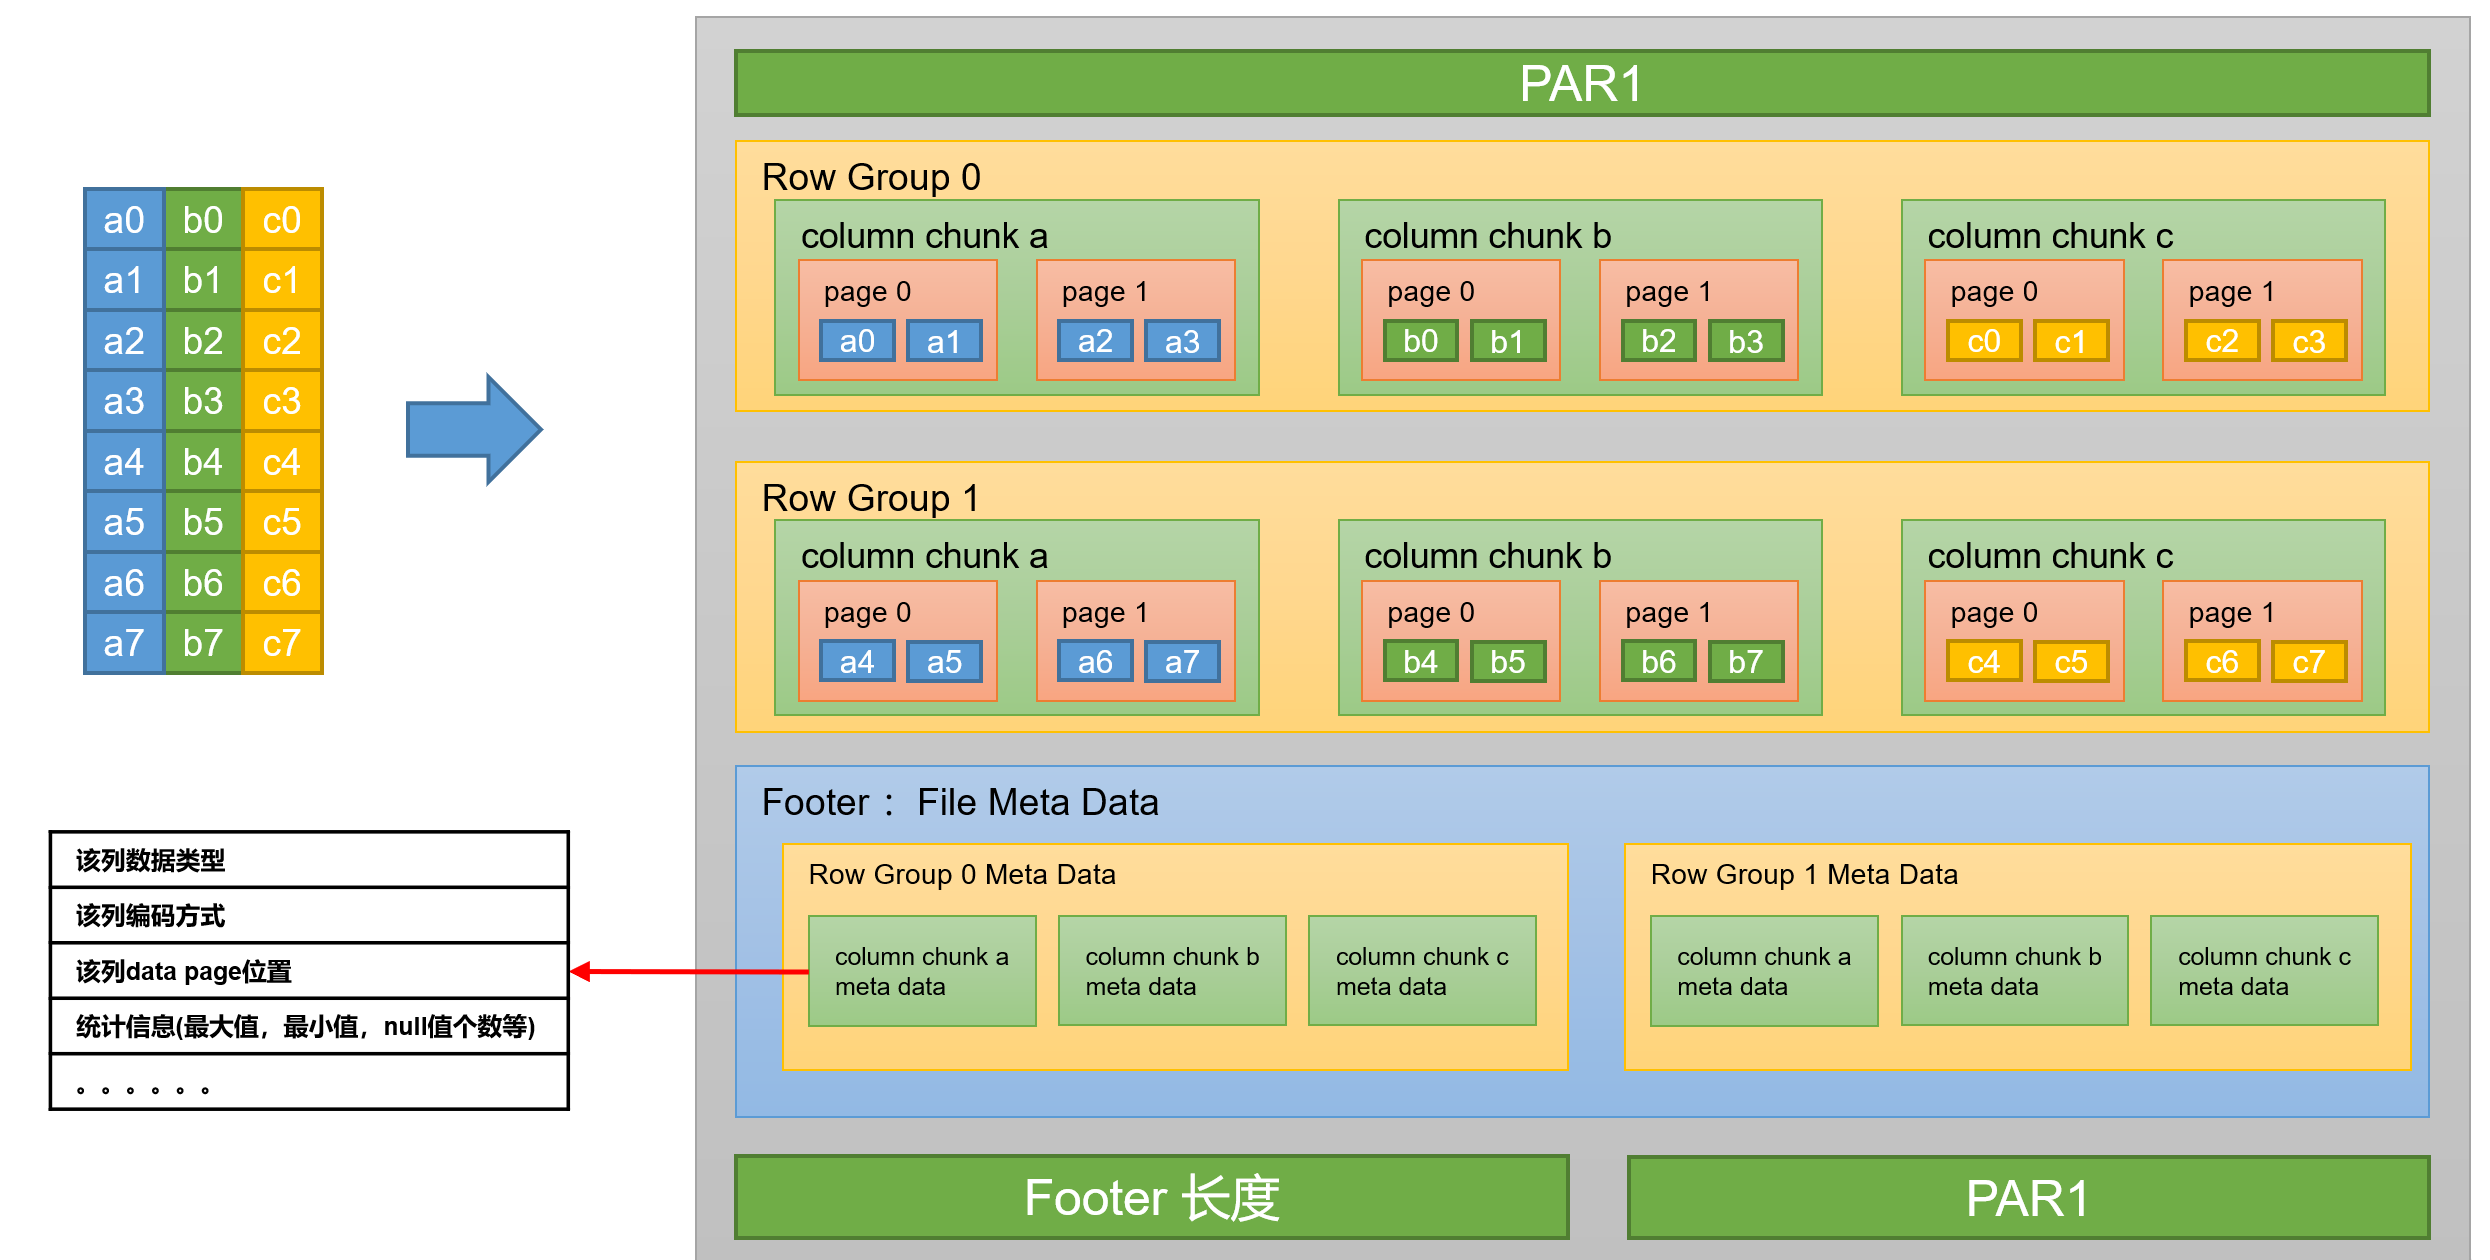 PAR1
a0 b0 c0
a1 b1 c1
a2 b2 c2
a3 b3 c3
a4 b4 c4
a5 b5 c5
a6 b6 c6
a7 b7 c7
Row Group 0
column chunk a
page 0
a0 a1
page 1
a2 a3
column chunk b
page 0
b0 b1
page 1
b2 b3
column chunk c
page 0
c0 c1
page 1
c2 c3
Row Group 1
column chunk a
page 0
a4 a5
page 1
a6 a7
column chunk b
page 0
b4 b5
page 1
b6 b7
column chunk c
page 0
c4 c5
page 1
c6 c7
Footer：File Meta Data
Row Group 0 Meta Data
column chunk a
meta data
column chunk b
meta data
column chunk c
meta data
Row Group 1 Meta Data
column chunk a
meta data
column chunk b
meta data
column chunk c
meta data
该列数据类型
该列编码方式
该列data page位置
统计信息(最大值，最小值，null值个数等)
。。。。。。
Footer 长度
PAR1